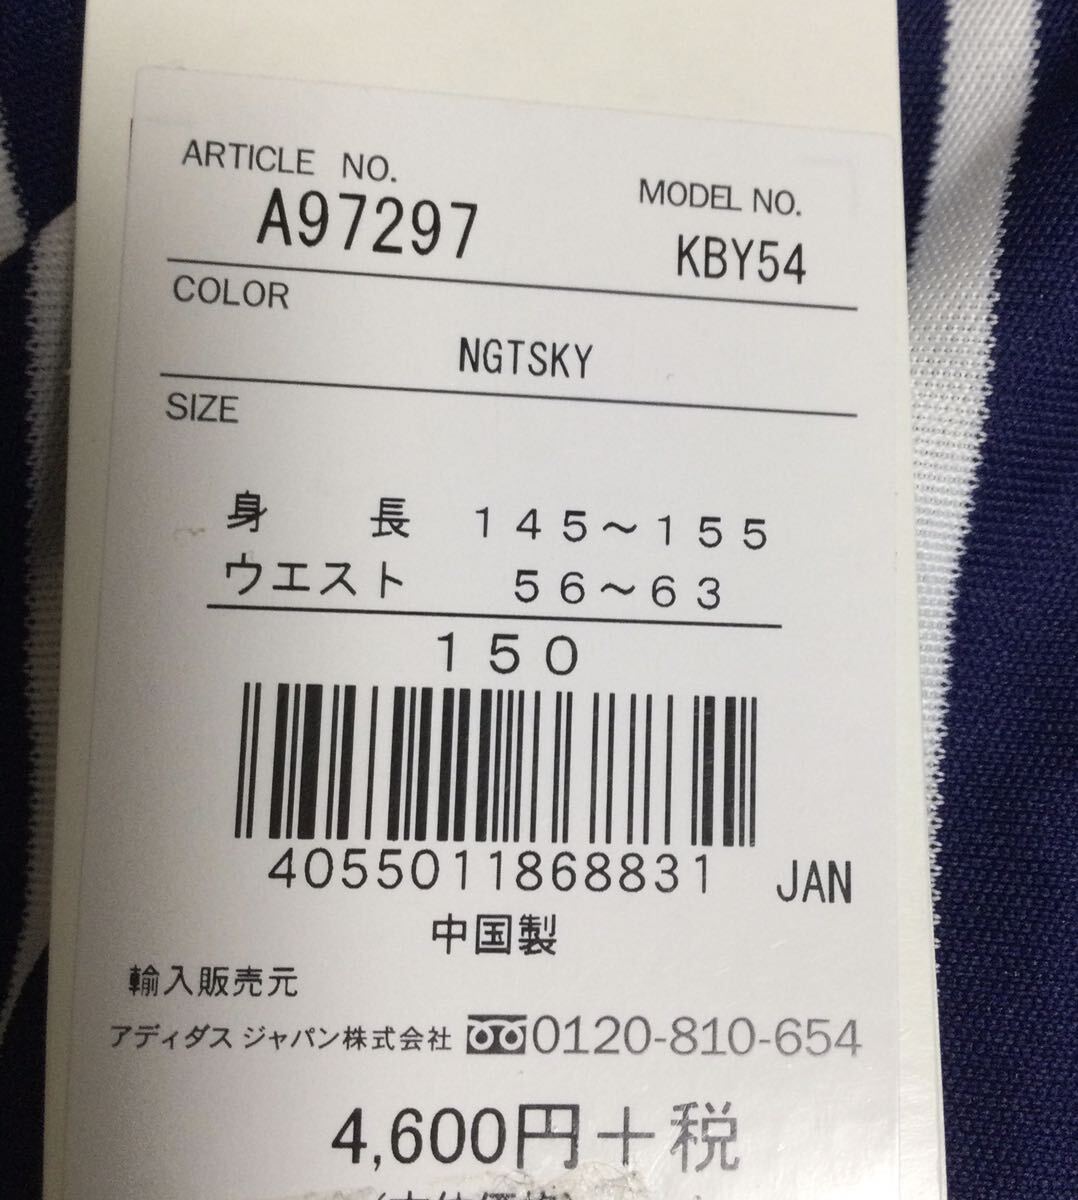 ARTICLE NO.
A97297
MODEL NO.
KBY54
COLOR
NGTSKY
SIZE
身　長　１４５～１５５
ウエスト　５６～６３
１５０
4055011868831 JAN
中国製
輸入販売元
アディダス ジャパン株式会社 0120-810-654
4,600円＋税